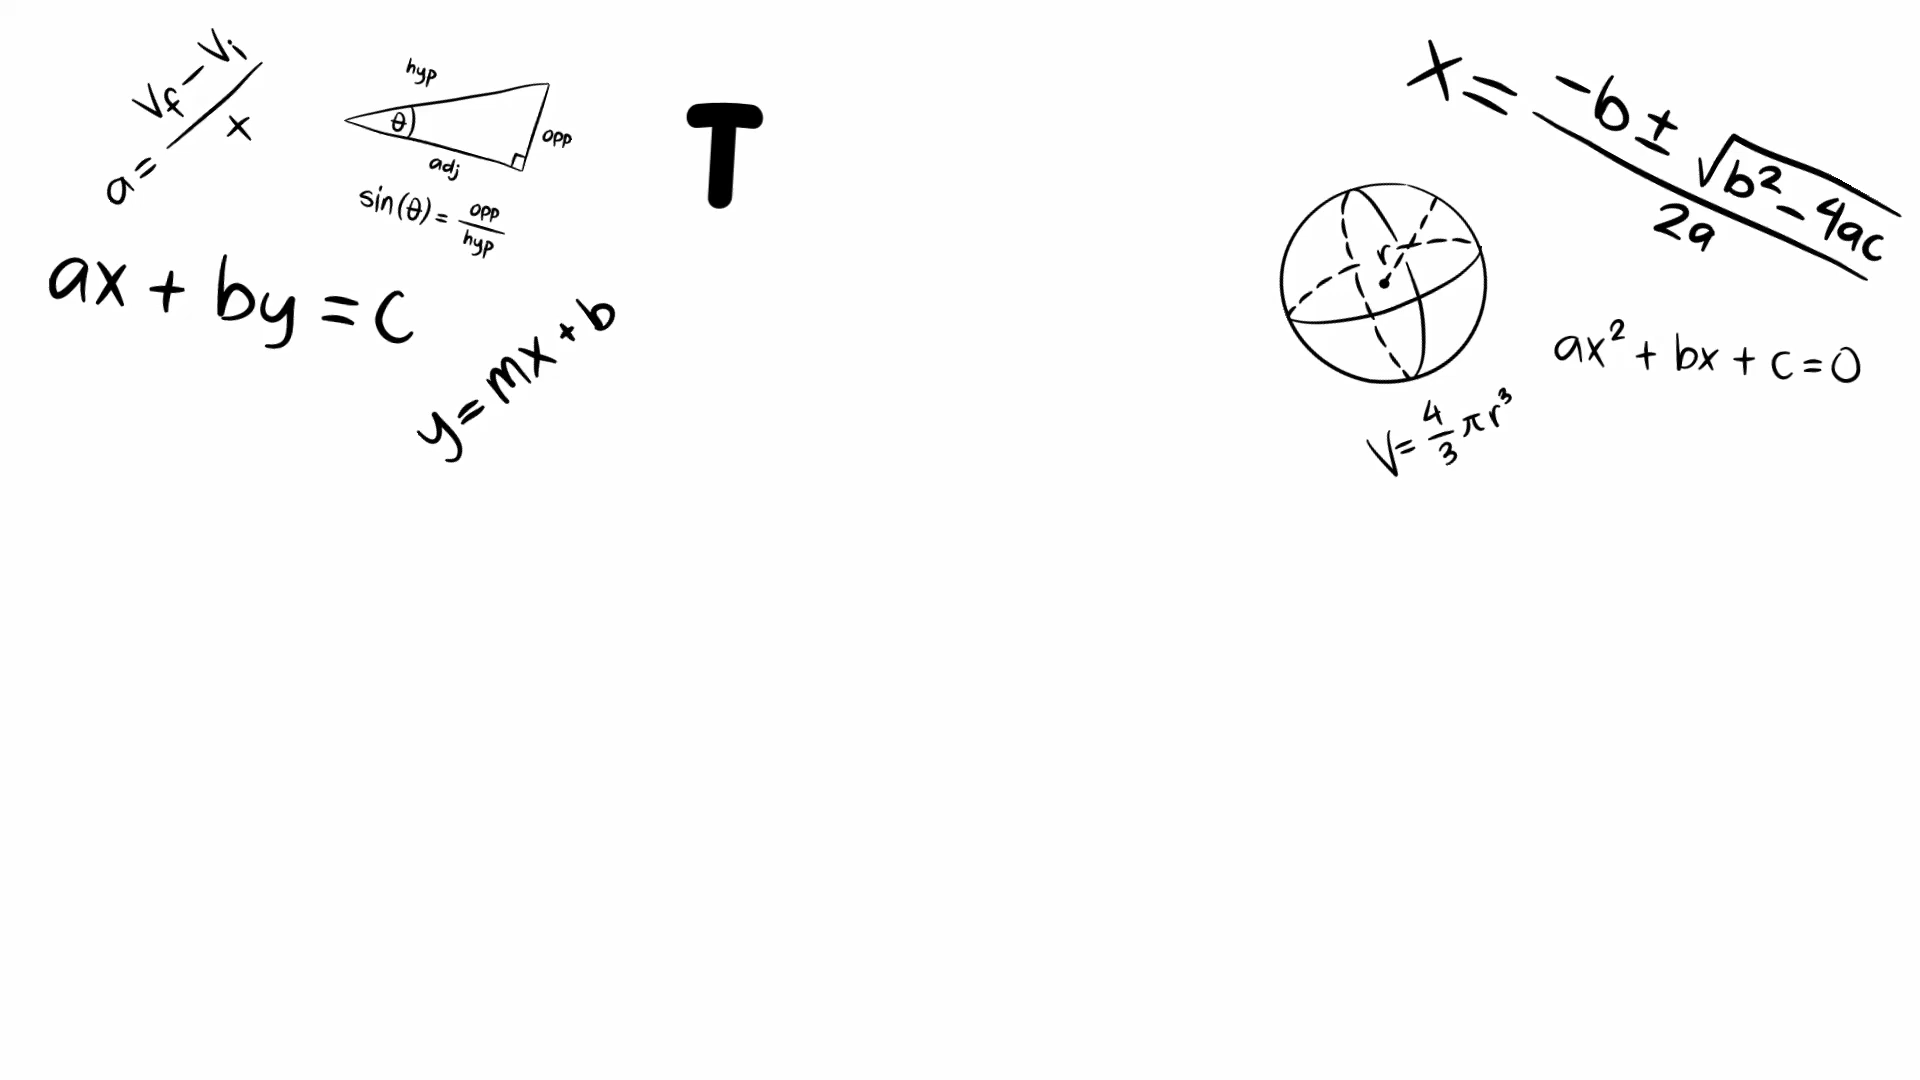 a = (Vf - Vi) / x
hyp
θ
opp
adj
sin(θ) = opp / hyp
T
x = (-b ± √(b² - 4ac)) / 2a
ax + by = c
y = mx + b
r
V = 4/3 πr³
ax² + bx + c = 0